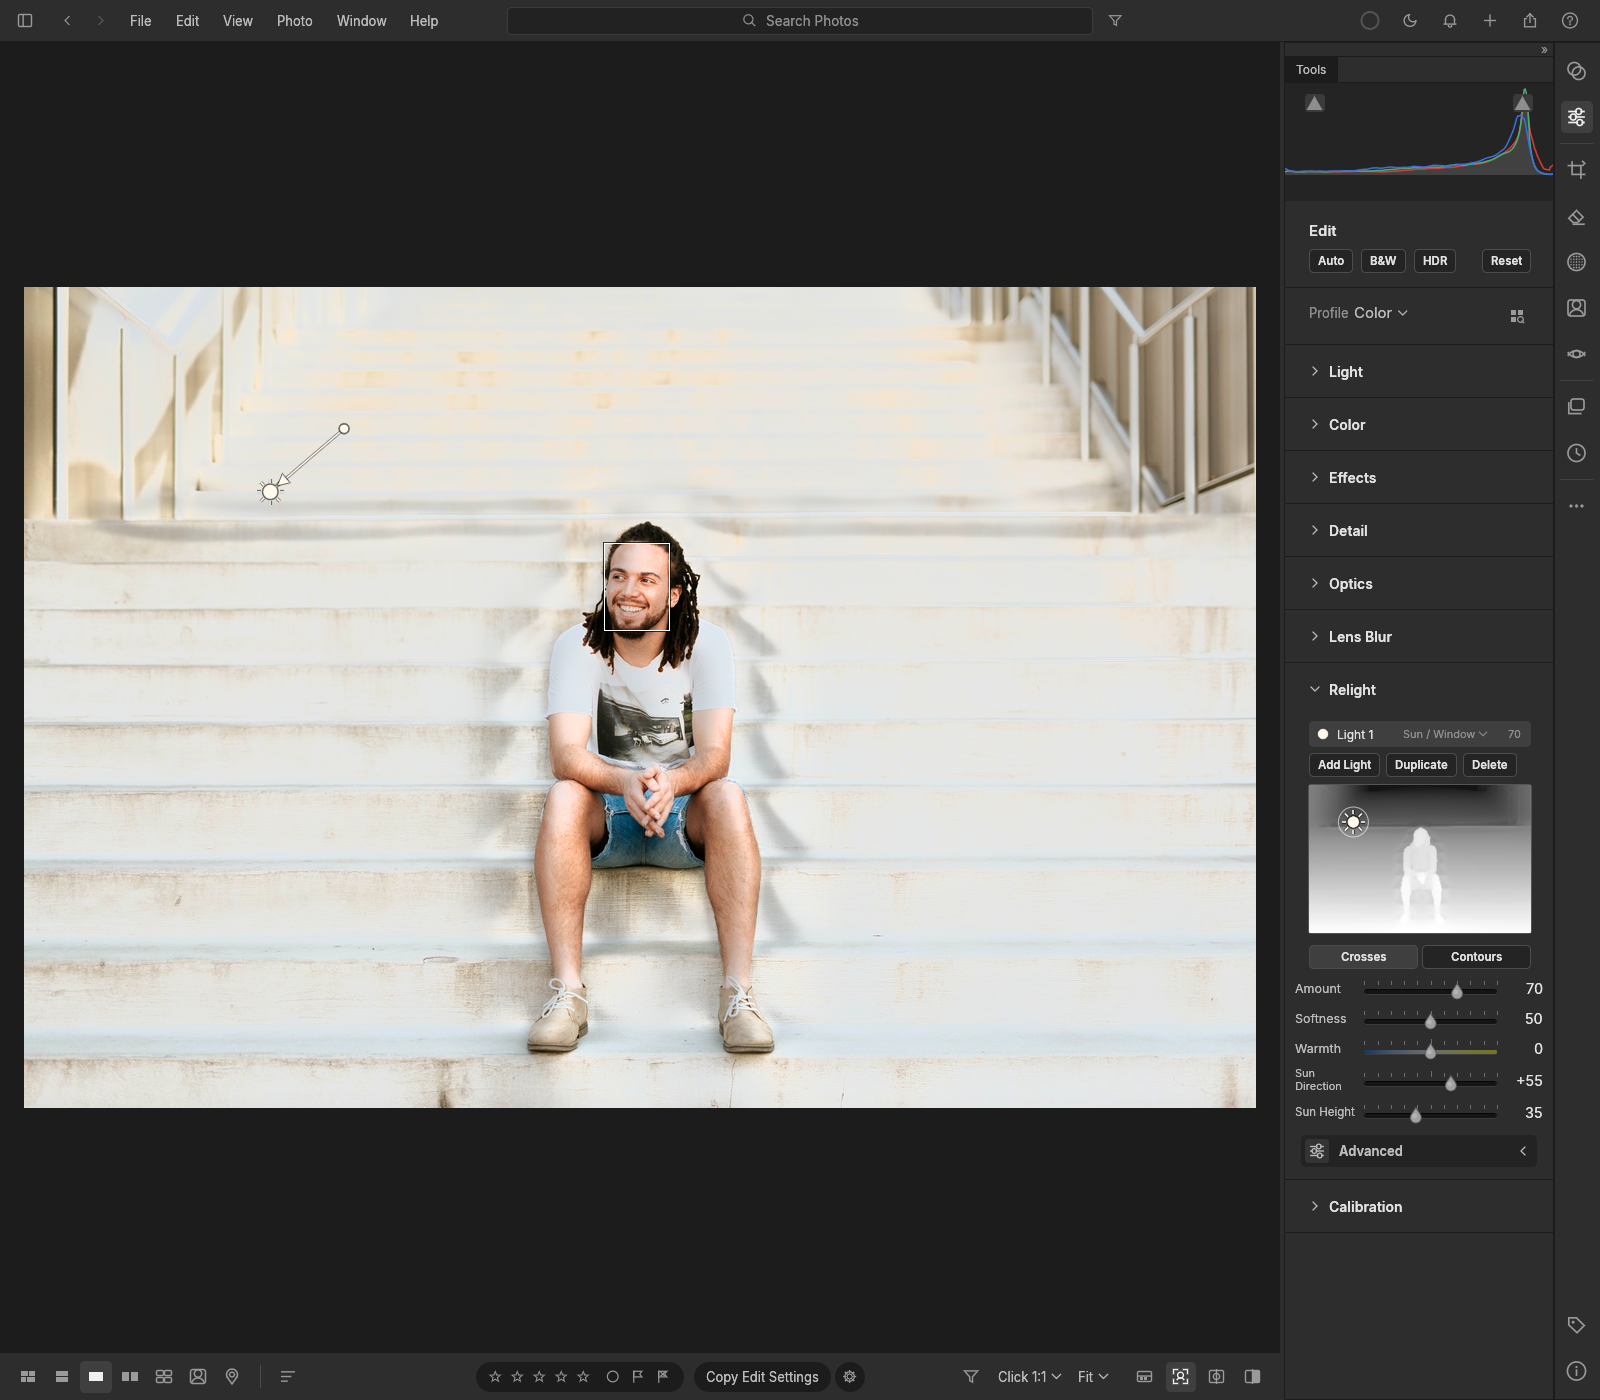 File Edit View Photo Window Help Search Photos
Tools
Edit
Auto B&W HDR Reset
Profile Color
Light
Color
Effects
Detail
Optics
Lens Blur
Relight
Light 1 Sun / Window 70
Add Light Duplicate Delete
Crosses Contours
Amount 70
Softness 50
Warmth 0
Sun
Direction +55
Sun Height 35
Advanced
Calibration
Copy Edit Settings Click 1:1 Fit